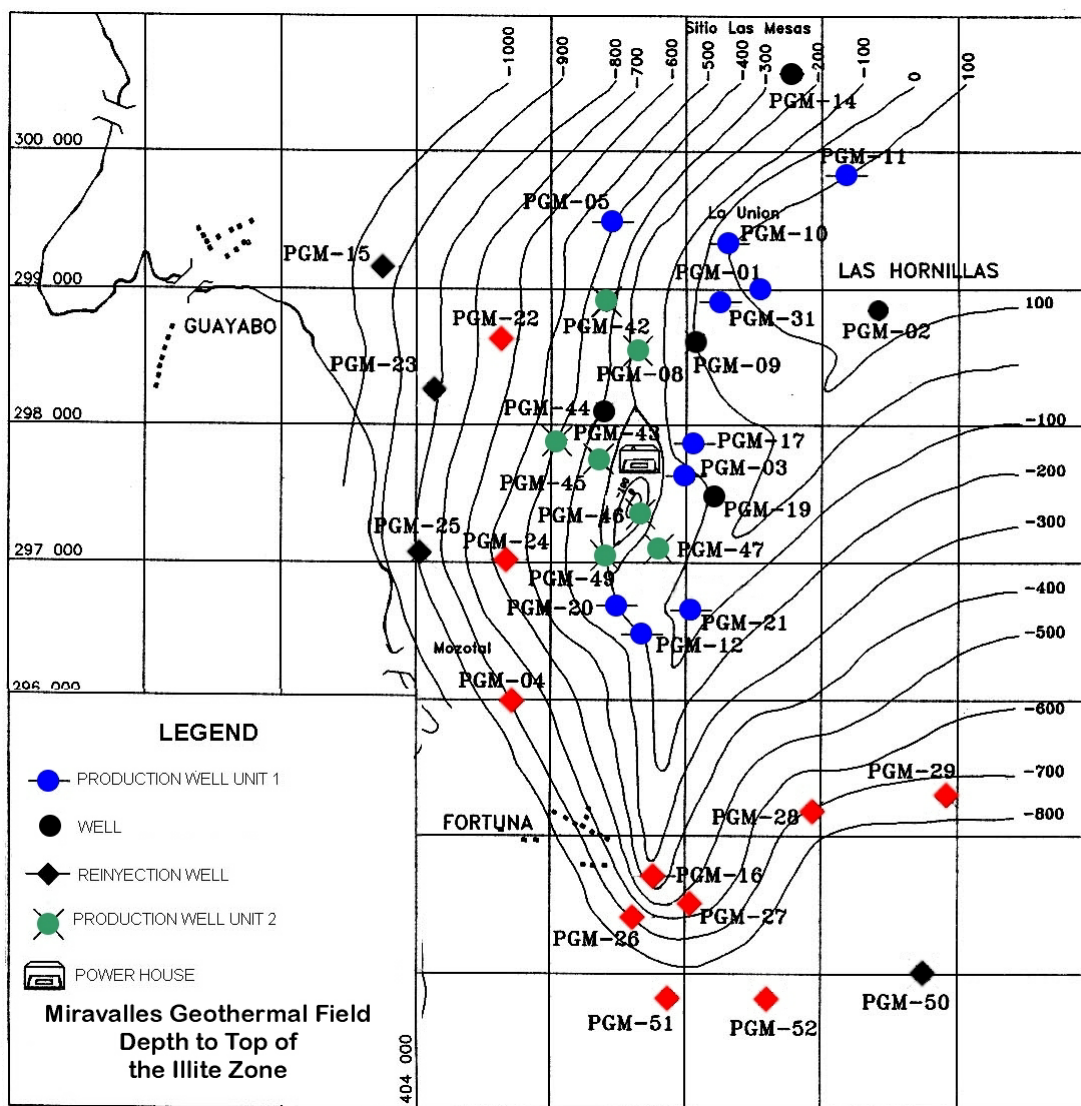 Sitio Las Mesas
-1000
-900
-800
-700
-600
-500
-400
-300
-200
-100
0
100
PGM-14
300 000
PGM-11
PGM-05
La Union
PGM-10
PGM-15
PGM-01
299 000
LAS HORNILLAS
PGM-22
PGM-42
PGM-31
PGM-02
100
GUAYABO
PGM-23
PGM-08
PGM-09
298 000
PGM-44
PGM-43
-100
PGM-17
PGM-03
PGM-45
-200
-100
PGM-46
PGM-19
PGM-25
PGM-24
-300
297 000
PGM-47
PGM-49
-400
PGM-20
PGM-21
PGM-12
-500
Mozotal
PGM-04
296 000
-600
LEGEND
PRODUCTION WELL UNIT 1
WELL
REINYECTION WELL
PRODUCTION WELL UNIT 2
POWER HOUSE
Miravalles Geothermal Field
Depth to Top of
the Illite Zone
-700
PGM-29
PGM-28
-800
FORTUNA
PGM-16
PGM-27
PGM-26
PGM-50
PGM-51
PGM-52
404 000